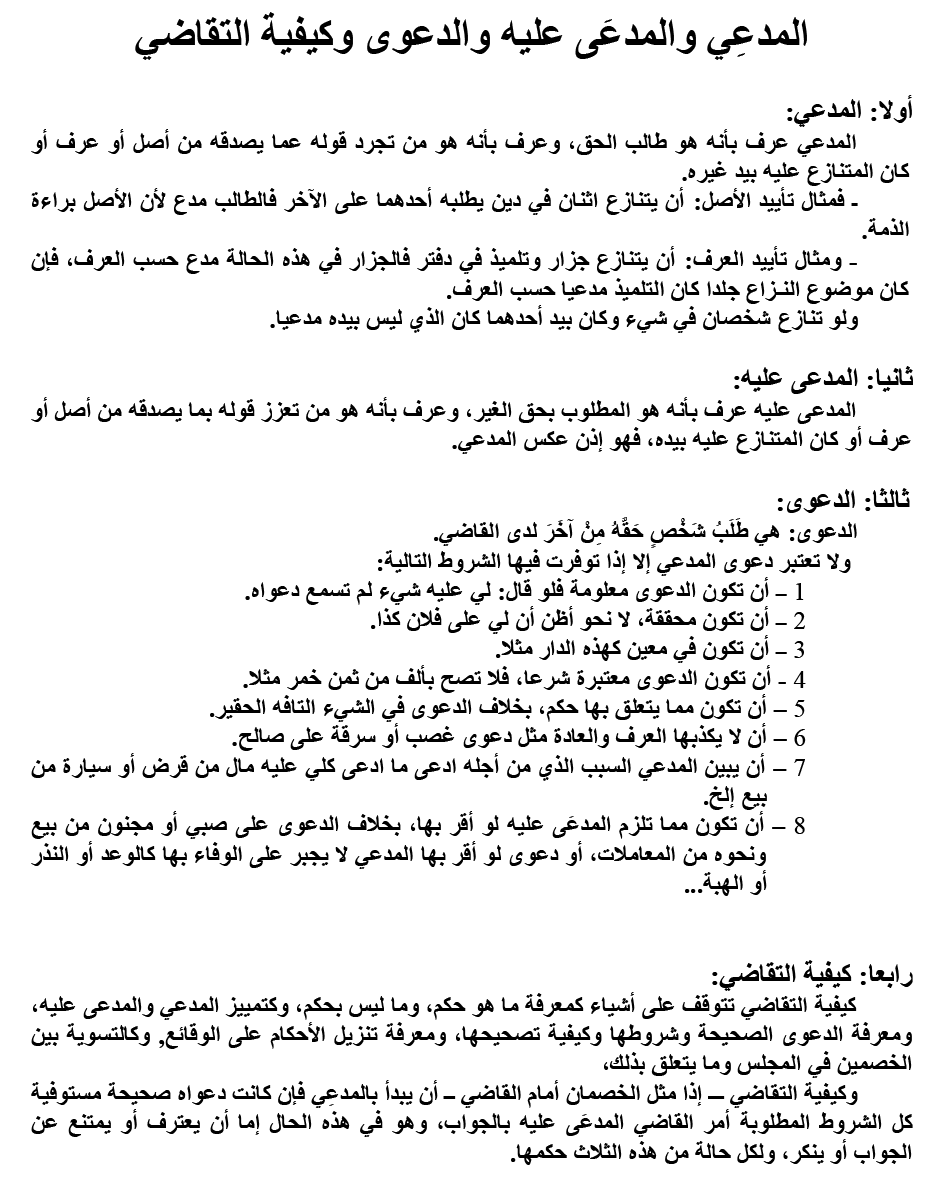 المدعِي والمدعَى عليه والدعوى وكيفية التقاضي
أولا: المدعي:
المدعي عرف بأنه هو طالب الحق، وعرف بأنه هو من تجرد قوله عما يصدقه من أصل أو عرف أو
كان المتنازع عليه بيد غيره.
ـ فمثال تأييد الأصل: أن يتنازع اثنان في دين يطلبه أحدهما على الآخر فالطالب مدع لأن الأصل براءة
الذمة.
ـ ومثال تأييد العرف: أن يتنازع جزار وتلميذ في دفتر فالجزار في هذه الحالة مدع حسب العرف، فإن
كان موضوع النـزاع جلدا كان التلميذ مدعيا حسب العرف.
ولو تنازع شخصان في شيء وكان بيد أحدهما كان الذي ليس بيده مدعيا.
ثانيا: المدعى عليه:
المدعى عليه عرف بأنه هو المطلوب بحق الغير، وعرف بأنه هو من تعزز قوله بما يصدقه من أصل أو
عرف أو كان المتنازع عليه بيده، فهو إذن عكس المدعي.
ثالثا: الدعوى:
الدعوى: هي طَلَبُ شَخْصٍ حَقَّهُ مِنْ آخَرَ لدى القاضي.
ولا تعتبر دعوى المدعي إلا إذا توفرت فيها الشروط التالية:
1 – أن تكون الدعوى معلومة فلو قال: لي عليه شيء لم تسمع دعواه.
2 – أن تكون محققة، لا نحو أظن أن لي على فلان كذا.
3 – أن تكون في معين كهذه الدار مثلا.
4 - أن تكون الدعوى معتبرة شرعا، فلا تصح بألف من ثمن خمر مثلا.
5 – أن تكون مما يتعلق بها حكم، بخلاف الدعوى في الشيء التافه الحقير.
6 – أن لا يكذبها العرف والعادة مثل دعوى غصب أو سرقة على صالح.
7 – أن يبين المدعي السبب الذي من أجله ادعى ما ادعى كلي عليه مال من قرض أو سيارة من
بيع إلخ.
8 – أن تكون مما تلزم المدعَى عليه لو أقر بها، بخلاف الدعوى على صبي أو مجنون من بيع
ونحوه من المعاملات، أو دعوى لو أقر بها المدعي لا يجبر على الوفاء بها كالوعد أو النذر
أو الهبة...
رابعا: كيفية التقاضي:
كيفية التقاضي تتوقف على أشياء كمعرفة ما هو حكم، وما ليس بحكم، وكتمييز المدعي والمدعى عليه،
ومعرفة الدعوى الصحيحة وشروطها وكيفية تصحيحها، ومعرفة تنزيل الأحكام على الوقائع, وكالتسوية بين
الخصمين في المجلس وما يتعلق بذلك،
وكيفية التقاضي ــ إذا مثل الخصمان أمام القاضي – أن يبدأ بالمدعِي فإن كانت دعواه صحيحة مستوفية
كل الشروط المطلوبة أمر القاضي المدعَى عليه بالجواب، وهو في هذه الحال إما أن يعترف أو يمتنع عن
الجواب أو ينكر، ولكل حالة من هذه الثلاث حكمها.